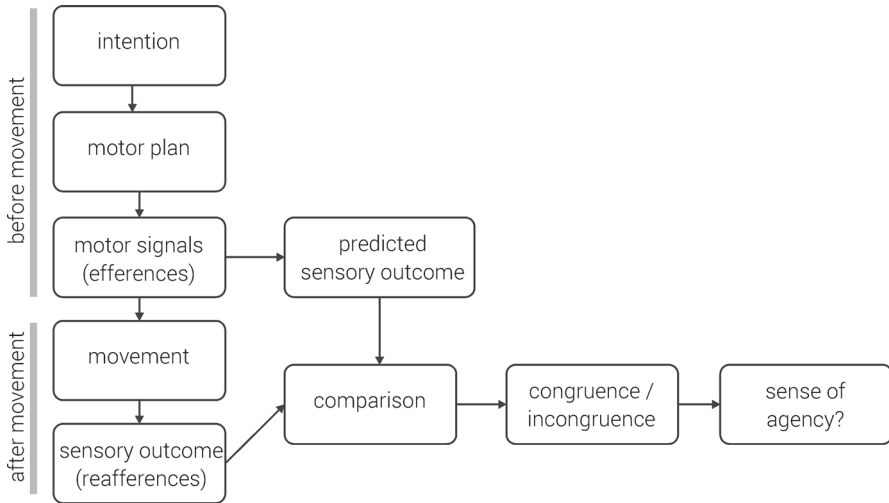 before movement
intention
motor plan
motor signals
(efferences)
predicted
sensory outcome
after movement
movement
sensory outcome
(reafferences)
comparison
congruence /
incongruence
sense of
agency?